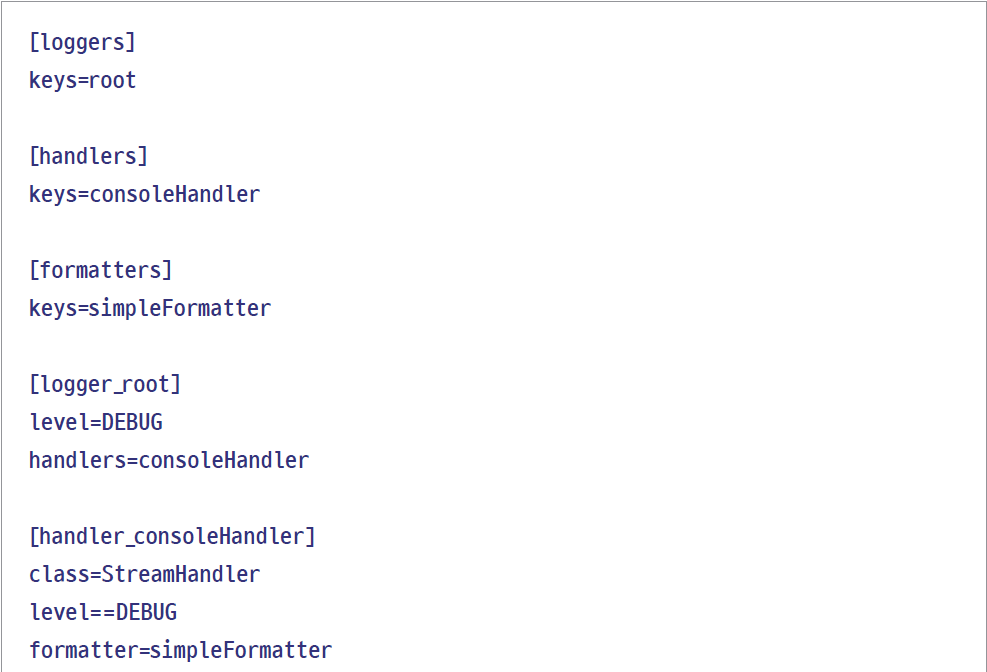 [loggers]
keys=root
[handlers]
keys=consoleHandler
[formatters]
keys=simpleFormatter
[logger_root]
level=DEBUG
handlers=consoleHandler
[handler_consoleHandler]
class=StreamHandler
level==DEBUG
formatter=simpleFormatter